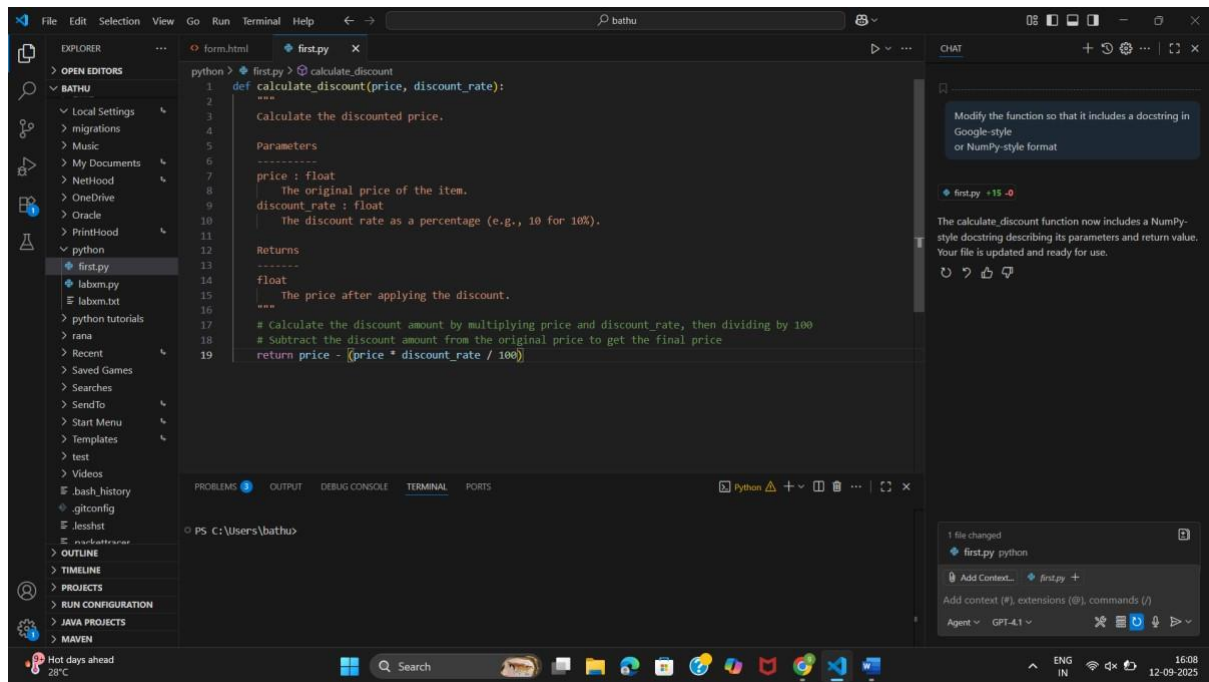 File Edit Selection View Go Run Terminal Help
bathu
EXPLORER
OPEN EDITORS
BATHU
Local Settings
migrations
Music
My Documents
NetHood
OneDrive
Oracle
PrintHood
python
first.py
labxm.py
labxm.txt
python tutorials
rana
Recent
Saved Games
Searches
SendTo
Start Menu
Templates
test
Videos
.bash_history
.gitconfig
.lesshst
.packettracer
OUTLINE
TIMELINE
PROJECTS
RUN CONFIGURATION
JAVA PROJECTS
MAVEN
form.html first.py
python > first.py > calculate_discount
1 def calculate_discount(price, discount_rate):
2 """
3 Calculate the discounted price.
4
5 Parameters
6 ----------
7 price : float
8 The original price of the item.
9 discount_rate : float
10 The discount rate as a percentage (e.g., 10 for 10%).
11
12 Returns
13 -------
14 float
15 The price after applying the discount.
16 """
17 # Calculate the discount amount by multiplying price and discount_rate, then dividing by 100
18 # Subtract the discount amount from the original price to get the final price
19 return price - (price * discount_rate / 100)
PROBLEMS 3 OUTPUT DEBUG CONSOLE TERMINAL PORTS
Python
PS C:\Users\bathu>
CHAT
Modify the function so that it includes a docstring in
Google-style
or NumPy-style format
first.py +15 -0
The calculate_discount function now includes a NumPy-
style docstring describing its parameters and return value.
Your file is updated and ready for use.
1 file changed
first.py python
Add Context... first.py
Add context (#), extensions (@), commands (/)
Agent GPT-4.1
9+ Hot days ahead
28°C
Search
ENG
IN
16:08
12-09-2025